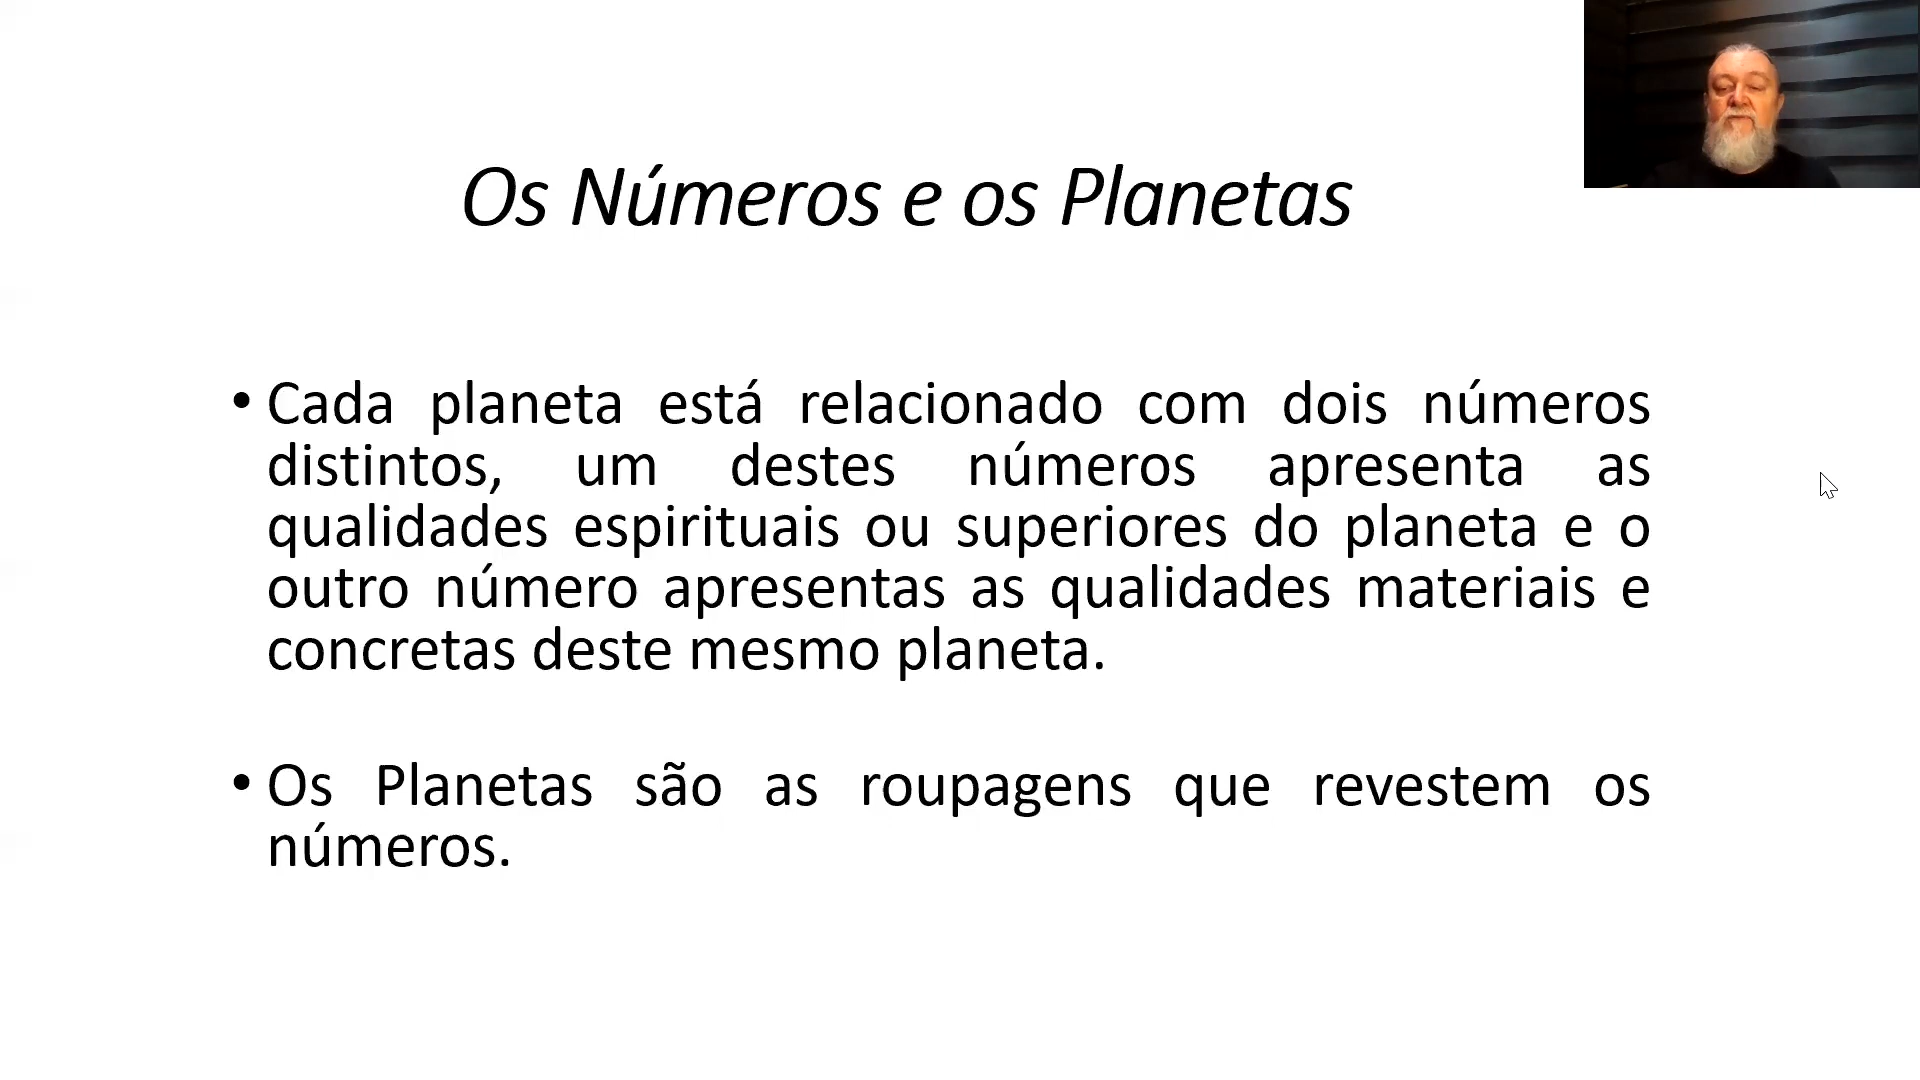 Os Números e os Planetas
• Cada planeta está relacionado com dois números
distintos, um destes números apresenta as
qualidades espirituais ou superiores do planeta e o
outro número apresentas as qualidades materiais e
concretas deste mesmo planeta.
• Os Planetas são as roupagens que revestem os
números.